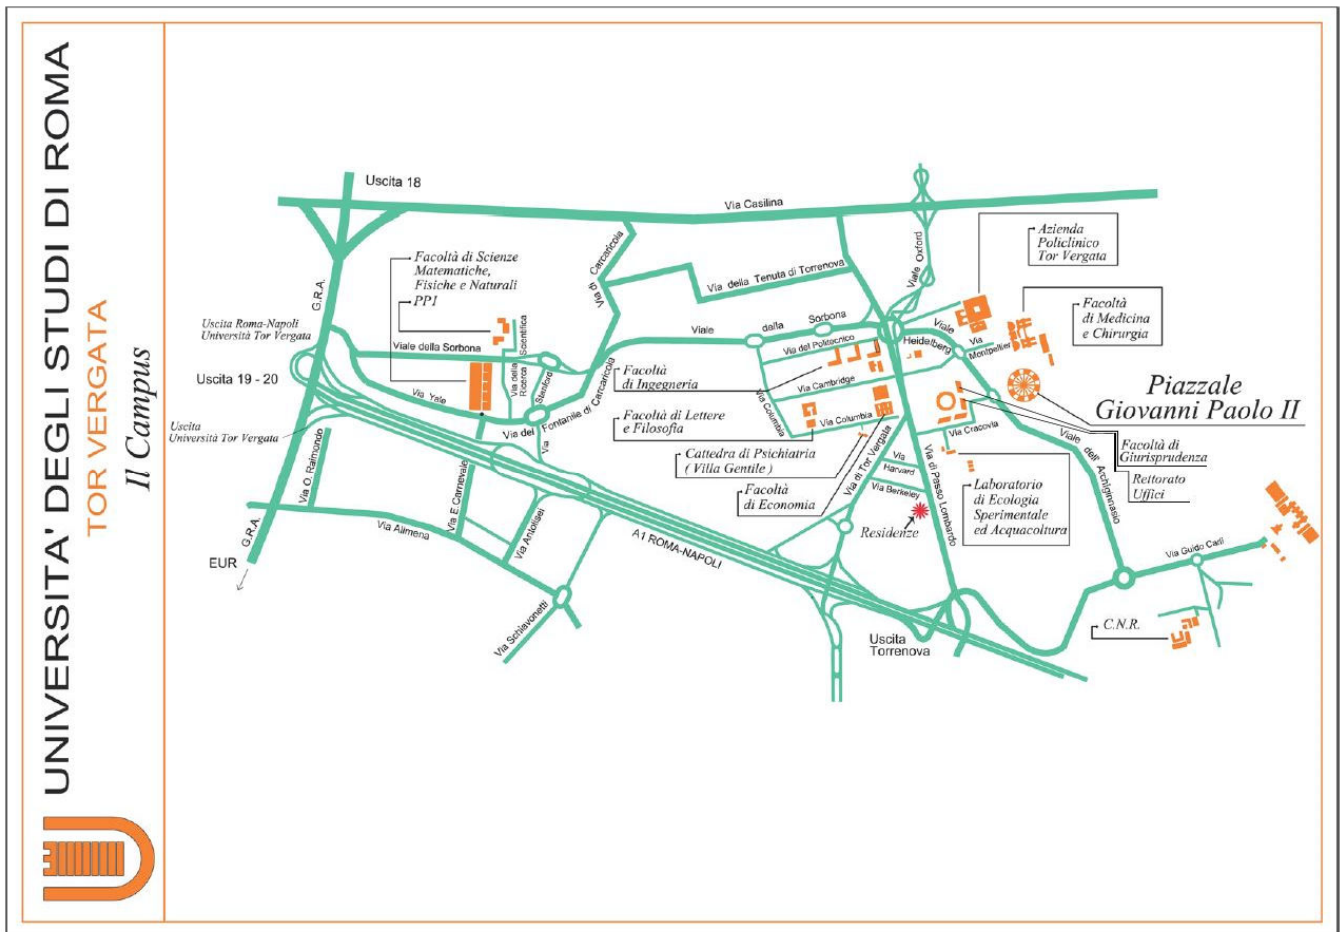 UNIVERSITA' DEGLI STUDI DI ROMA
TOR VERGATA
Il Campus
Uscita 18
Via Casilina
G.R.A.
Facoltà di Scienze
Matematiche,
Fisiche e Naturali
PP1
Via di Carcaricola
Via della Tenuta di Torrenova
Viale Oxford
Azienda
Policlinico
Tor Vergata
Facoltà
di Medicina
e Chirurgia
Uscita Roma-Napoli
Università Tor Vergata
Viale della Sorbona
Via della
Ricerca Scientifica
Stanford
Viale della Sorbona
Via del Politecnico
Viale
Heidelberg
Via
Montpellier
Uscita 19 - 20
Via Yale
Facoltà
di Ingegneria
Via Cambridge
Piazzale
Giovanni Paolo II
Via del Fontanile di Carcaricola
Via
Via Columbia
Facoltà di Lettere
e Filosofia
Via Columbia
Via Cracovia
Uscita
Università Tor Vergata
Via O. Raimondo
Via E.Carnevale
Cattedra di Psichiatria
( Villa Gentile )
Via di Tor Vergata
Via
Harvard
Via Berkeley
Via di Passo Lombardo
Viale dell' Archiginnasio
Facoltà di
Giurisprudenza
Rettorato
Uffici
Facoltà
di Economia
Laboratorio
di Ecologia
Sperimentale
ed Acquacoltura
Residenze
G.R.A.
EUR
Via Alimena
Via Antolisei
A1 ROMA-NAPOLI
Via Guido Carli
Via Schiavonetti
Uscita
Torrenova
C.N.R.